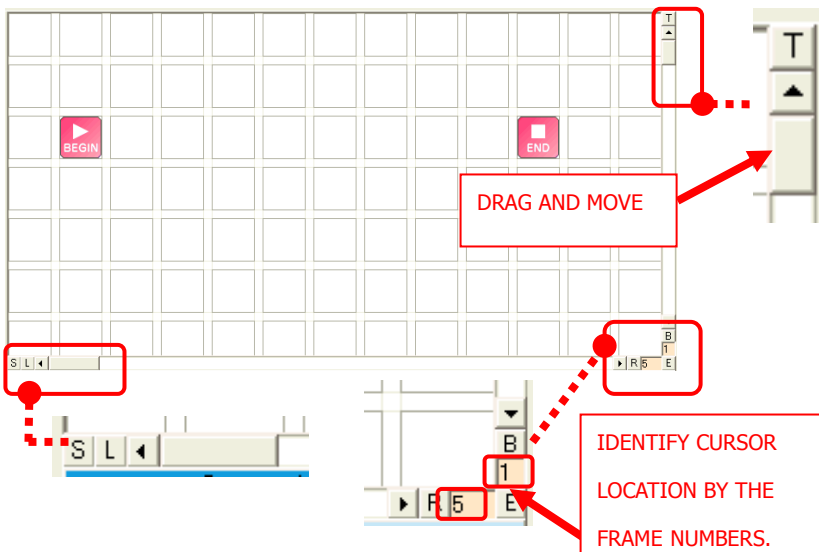 T
BEGIN
END
T
DRAG AND MOVE
B
1
S L
R 5 E
S L
B
1
R 5 E
IDENTIFY CURSOR
LOCATION BY THE
FRAME NUMBERS.